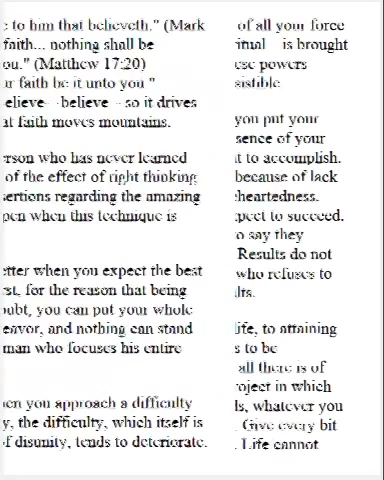 e to him that believeth." (Mark
faith... nothing shall be
ou." (Matthew 17:20)
ur faith be it unto you "
elieve believe so it drives
at faith moves mountains.
erson who has never learned
of the effect of right thinking
sertions regarding the amazing
pen when this technique is
etter when you expect the best
rst, for the reason that being
oubt, you can put your whole
eavor, and nothing can stand
man who focuses his entire
en you approach a difficulty
y, the difficulty, which itself is
f disunity, tends to deteriorate.
of all your force
ritual is brought
ese powers
sistible.
you put your
sence of your
t to accomplish.
because of lack
heartedness.
pect to succeed.
o say they
Results do not
who refuses to
lts.
life, to attaining
s to be
all there is of
roject in which
ls, whatever you
. Give every bit
. Life cannot